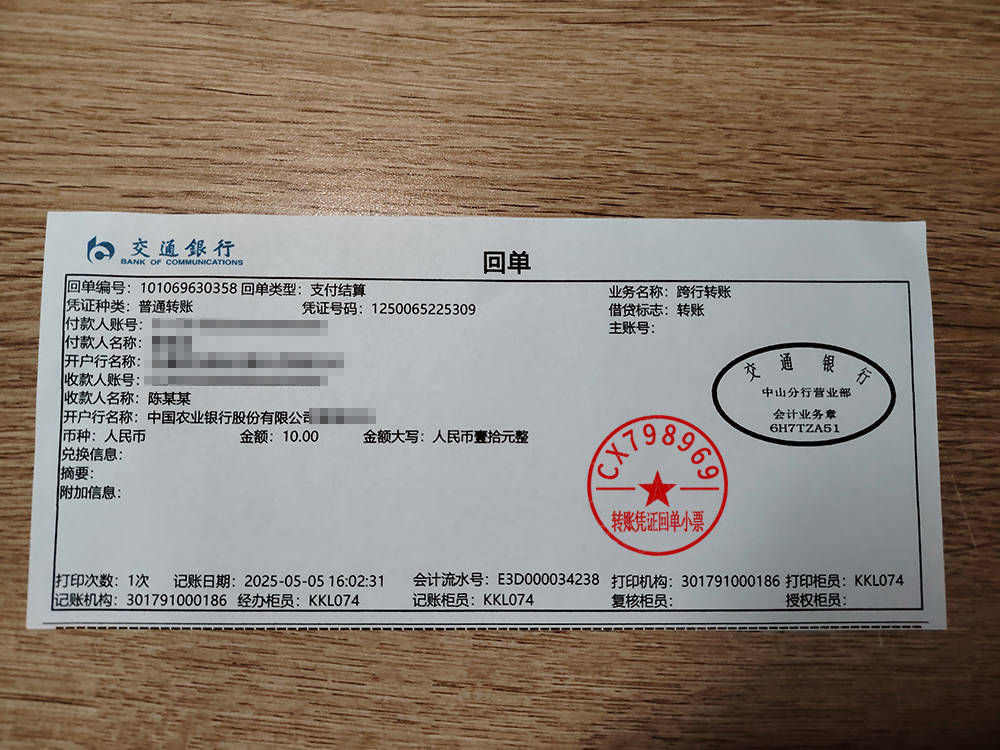 交通銀行
BANK OF COMMUNICATIONS
回单
回单编号：101069630358 回单类型：支付结算 业务名称：跨行转账
凭证种类：普通转账 凭证号码：1250065225309 借贷标志：转账
付款人账号： 主账号：
付款人名称：
开户行名称：
收款人账号：
收款人名称：陈某某
开户行名称：中国农业银行股份有限公司
币种：人民币 金额：10.00 金额大写：人民币壹拾元整
兑换信息：
摘要：
附加信息：
交通银行
中山分行营业部
会计业务章
6H7TZA51
CX798969
转账凭证回单小票
打印次数：1次 记账日期：2025-05-05 16:02:31 会计流水号：E3D000034238 打印机构：301791000186 打印柜员：KKL074
记账机构：301791000186 经办柜员：KKL074 记账柜员：KKL074 复核柜员： 授权柜员：